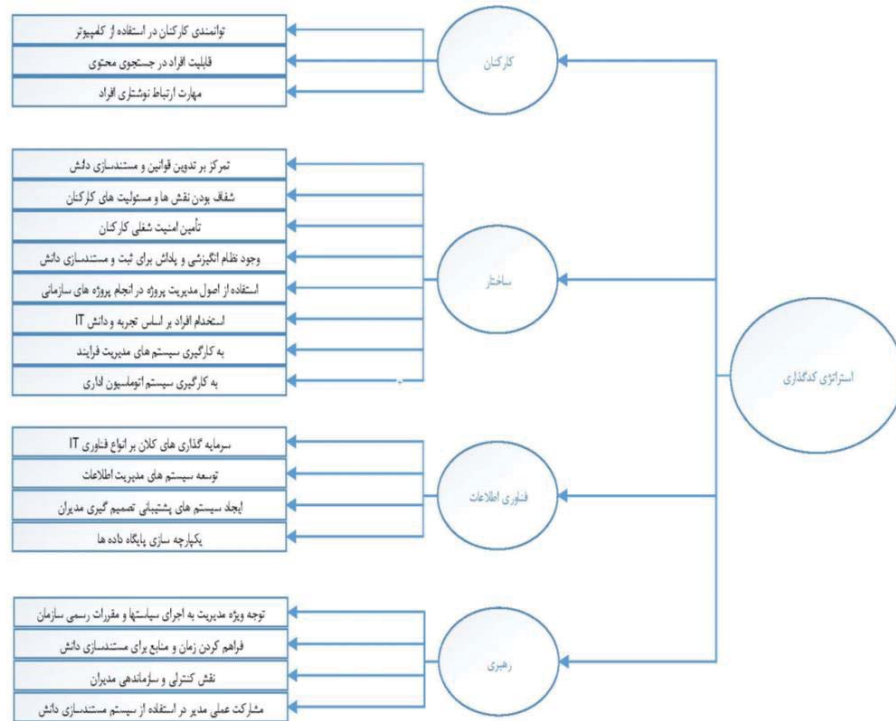 استراتژی کدگذاری
کارکنان
توانمندی کارکنان در استفاده از کامپیوتر
قابلیت افراد در جستجوی محتوی
مهارت ارتباط نوشتاری افراد
ساختار
تمرکز بر تدوین قوانین و مستندسازی دانش
شفاف بودن نقش ها و مسئولیت های کارکنان
تأمین امنیت شغلی کارکنان
وجود نظام انگیزشی و پاداش برای ثبت و مستندسازی دانش
استفاده از اصول مدیریت پروژه در انجام پروژه های سازمانی
استخدام افراد بر اساس تجربه و دانش IT
به کارگیری سیستم های مدیریت فرایند
به کارگیری سیستم اتوماسیون اداری
فناوری اطلاعات
سرمایه گذاری های کلان بر انواع فناوری IT
توسعه سیستم های مدیریت اطلاعات
ایجاد سیستم های پشتیبانی تصمیم گیری مدیران
یکپارچه سازی پایگاه داده ها
رهبری
توجه ویژه مدیریت به اجرای سیاستها و مقررات رسمی سازمان
فراهم کردن زمان و منابع برای مستندسازی دانش
نقش کنترلی و سازماندهی مدیران
مشارکت عملی مدیر در استفاده از سیستم مستندسازی دانش